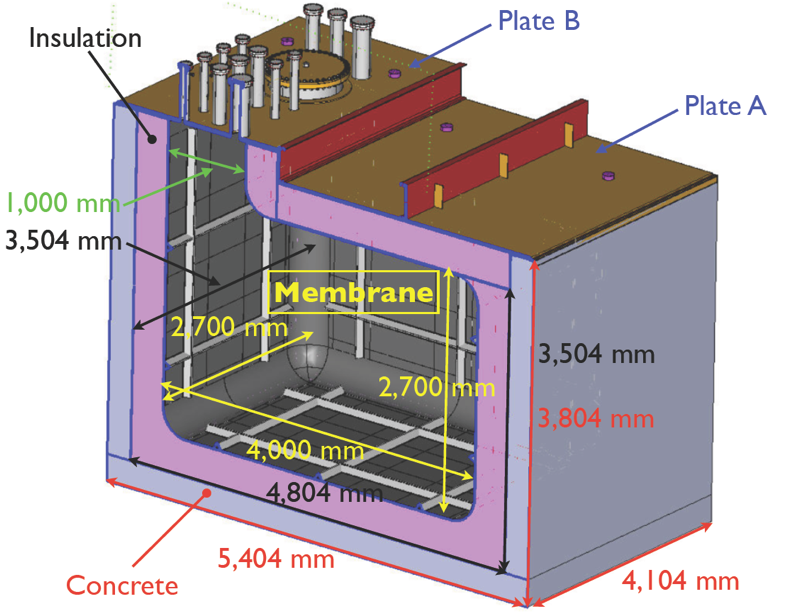 Insulation
Plate B
Plate A
1,000 mm
3,504 mm
Membrane
2,700 mm
3,504 mm
2,700 mm
3,804 mm
4,000 mm
4,804 mm
5,404 mm
4,104 mm
Concrete